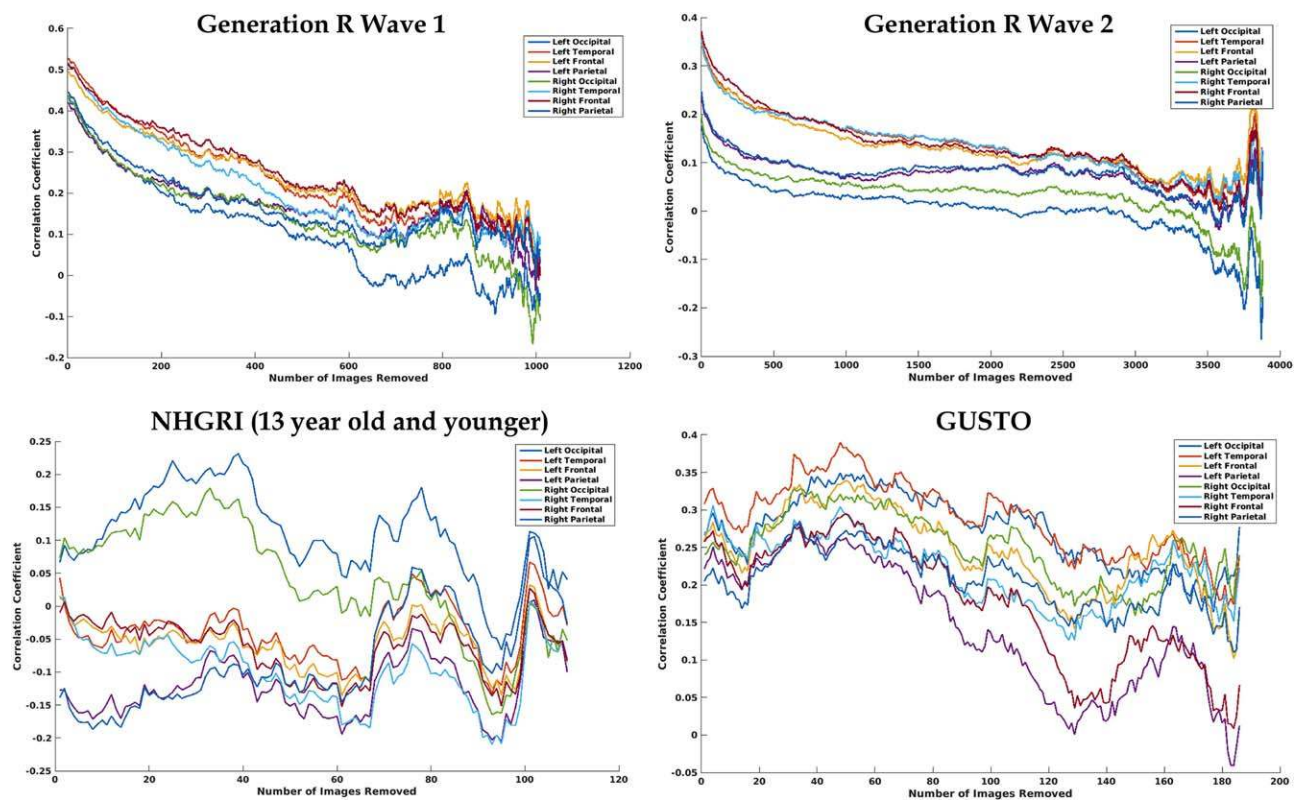 Generation R Wave 1
0.6
0.5
0.4
0.3
0.2
0.1
0
-0.1
-0.2
Correlation Coefficient
0
200
400
600
800
1000
1200
Number of Images Removed
Left Occipital
Left Temporal
Left Frontal
Left Parietal
Right Occipital
Right Temporal
Right Frontal
Right Parietal
Generation R Wave 2
0.4
0.3
0.2
0.1
0
-0.1
-0.2
-0.3
Correlation Coefficient
0
500
1000
1500
2000
2500
3000
3500
4000
Number of Images Removed
Left Occipital
Left Temporal
Left Frontal
Left Parietal
Right Occipital
Right Temporal
Right Frontal
Right Parietal
NHGRI (13 year old and younger)
0.25
0.2
0.15
0.1
0.05
0
-0.05
-0.1
-0.15
-0.2
-0.25
Correlation Coefficient
0
20
40
60
80
100
120
Number of Images Removed
Left Occipital
Left Temporal
Left Frontal
Left Parietal
Right Occipital
Right Temporal
Right Frontal
Right Parietal
GUSTO
0.4
0.35
0.3
0.25
0.2
0.15
0.1
0.05
0
-0.05
Correlation Coefficient
0
20
40
60
80
100
120
140
160
180
200
Number of Images Removed
Left Occipital
Left Temporal
Left Frontal
Left Parietal
Right Occipital
Right Temporal
Right Frontal
Right Parietal